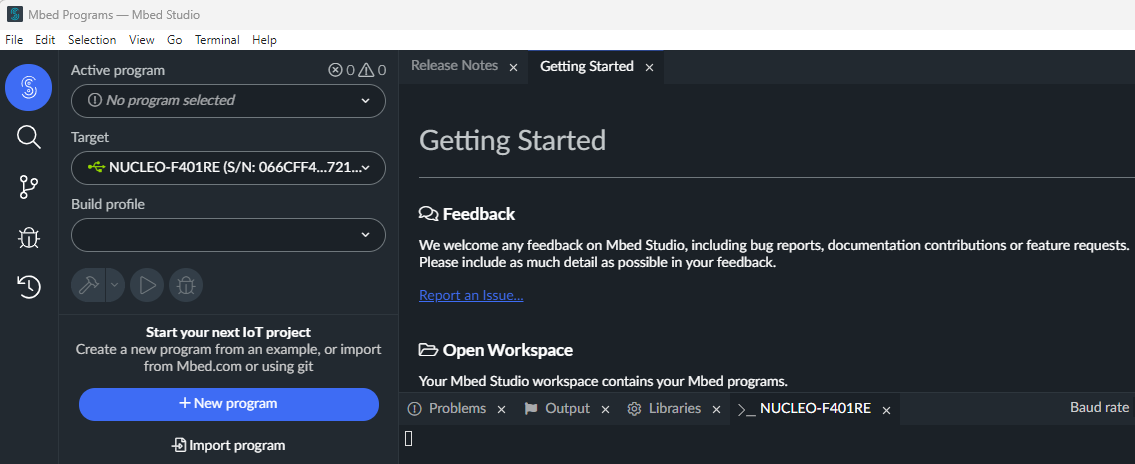 Mbed Programs — Mbed Studio
File Edit Selection View Go Terminal Help
Active program 0 0
No program selected
Target
NUCLEO-F401RE (S/N: 066CFF4...721...
Build profile
Start your next IoT project
Create a new program from an example, or import
from Mbed.com or using git
+ New program
Import program
Release Notes × Getting Started ×
Getting Started
Feedback
We welcome any feedback on Mbed Studio, including bug reports, documentation contributions or feature requests.
Please include as much detail as possible in your feedback.
Report an Issue...
Open Workspace
Your Mbed Studio workspace contains your Mbed programs.
Problems × Output × Libraries × >_ NUCLEO-F401RE × Baud rate